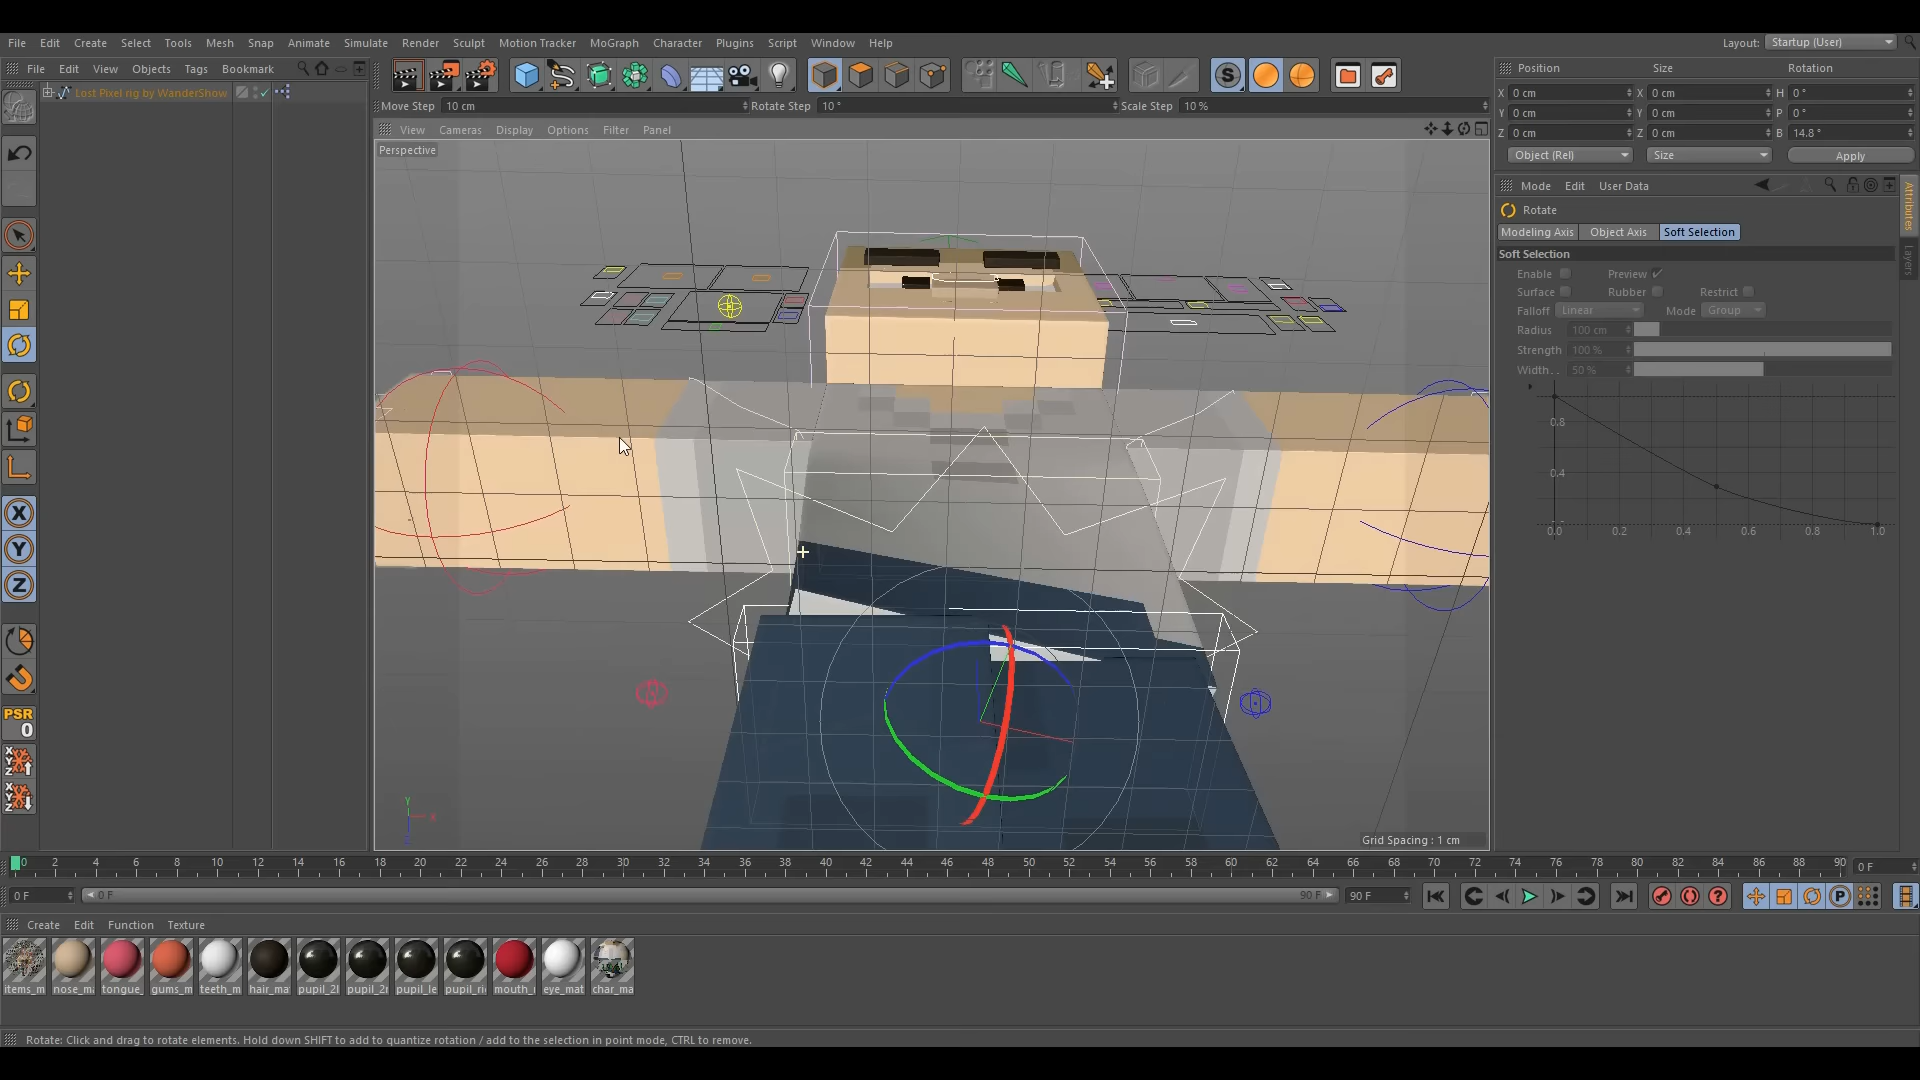 File Edit Create Select Tools Mesh Snap Animate Simulate Render Sculpt Motion Tracker MoGraph Character Plugins Script Window Help
Layout: Startup (User)
File Edit View Objects Tags Bookmark
Lost Pixel rig by WanderShow
Move Step 10 cm Rotate Step 10 ° Scale Step 10 %
View Cameras Display Options Filter Panel
Perspective
Position Size Rotation
X 0 cm X 0 cm H 0 °
Y 0 cm Y 0 cm P 0 °
Z 0 cm Z 0 cm B 14.8 °
Object (Rel) Size Apply
Mode Edit User Data
Rotate
Modeling Axis Object Axis Soft Selection
Soft Selection
Enable Preview
Surface Rubber Restrict
Falloff Linear Mode Group
Radius 100 cm
Strength 100 %
Width.. 50 %
0.8
0.4
0.0 0.2 0.4 0.6 0.8 1.0
Attributes
Layers
X
Y
Z
PSR
0
X
Y
Z
X
Y
Z
Y
X
Grid Spacing : 1 cm
0 2 4 6 8 10 12 14 16 18 20 22 24 26 28 30 32 34 36 38 40 42 44 46 48 50 52 54 56 58 60 62 64 66 68 70 72 74 76 78 80 82 84 86 88 90 0 F
0 F 0 F 90 F 90 F
Create Edit Function Texture
items_m nose_m tongue_ gums_m teeth_m hair_ma pupil_2l pupil_2r pupil_le pupil_ri mouth_ eye_mat char_ma
Rotate: Click and drag to rotate elements. Hold down SHIFT to add to quantize rotation / add to the selection in point mode, CTRL to remove.